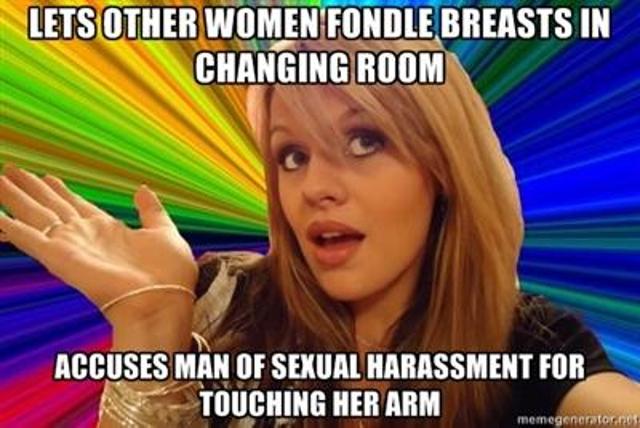 LETS OTHER WOMEN FONDLE BREASTS IN
CHANGING ROOM
ACCUSES MAN OF SEXUAL HARASSMENT FOR
TOUCHING HER ARM
memegenerator.net